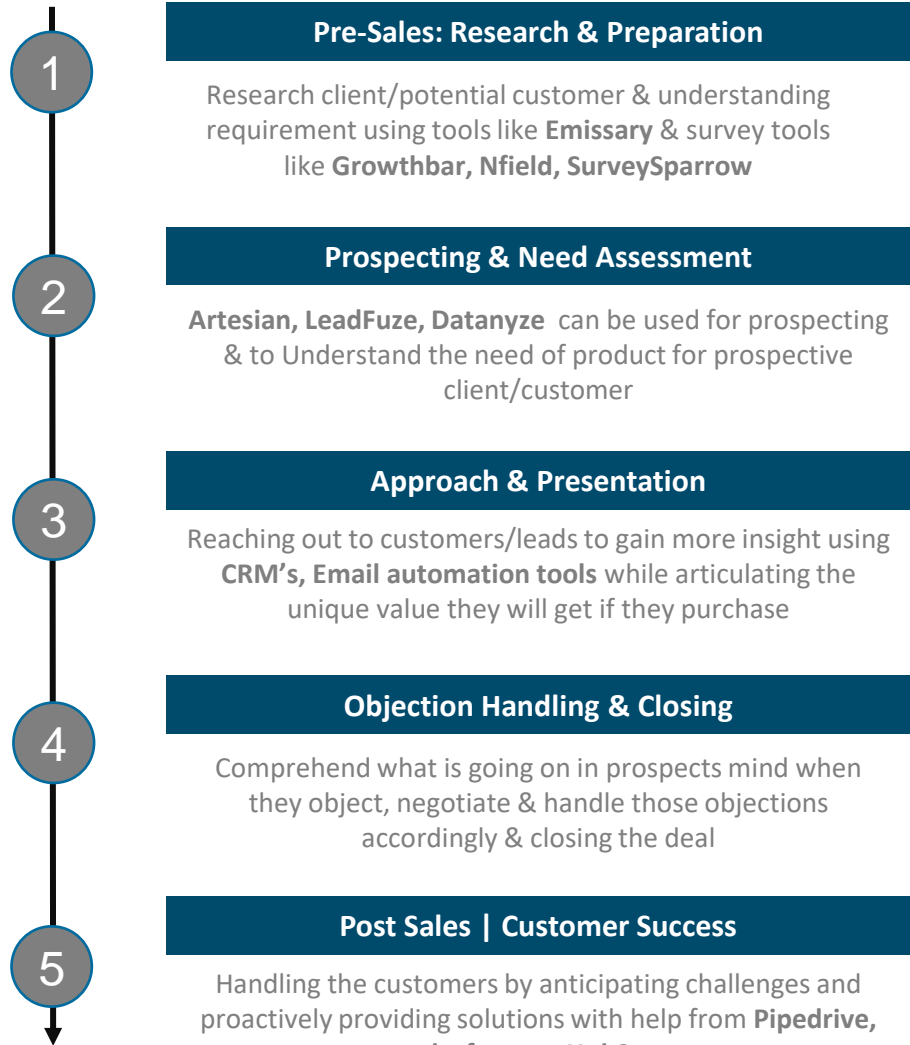 1
Pre-Sales: Research & Preparation
Research client/potential customer & understanding
requirement using tools like Emissary & survey tools
like Growthbar, Nfield, SurveySparrow
2
Prospecting & Need Assessment
Artesian, LeadFuze, Datanyze can be used for prospecting
& to Understand the need of product for prospective
client/customer
3
Approach & Presentation
Reaching out to customers/leads to gain more insight using
CRM's, Email automation tools while articulating the
unique value they will get if they purchase
4
Objection Handling & Closing
Comprehend what is going on in prospects mind when
they object, negotiate & handle those objections
accordingly & closing the deal
5
Post Sales | Customer Success
Handling the customers by anticipating challenges and
proactively providing solutions with help from Pipedrive,